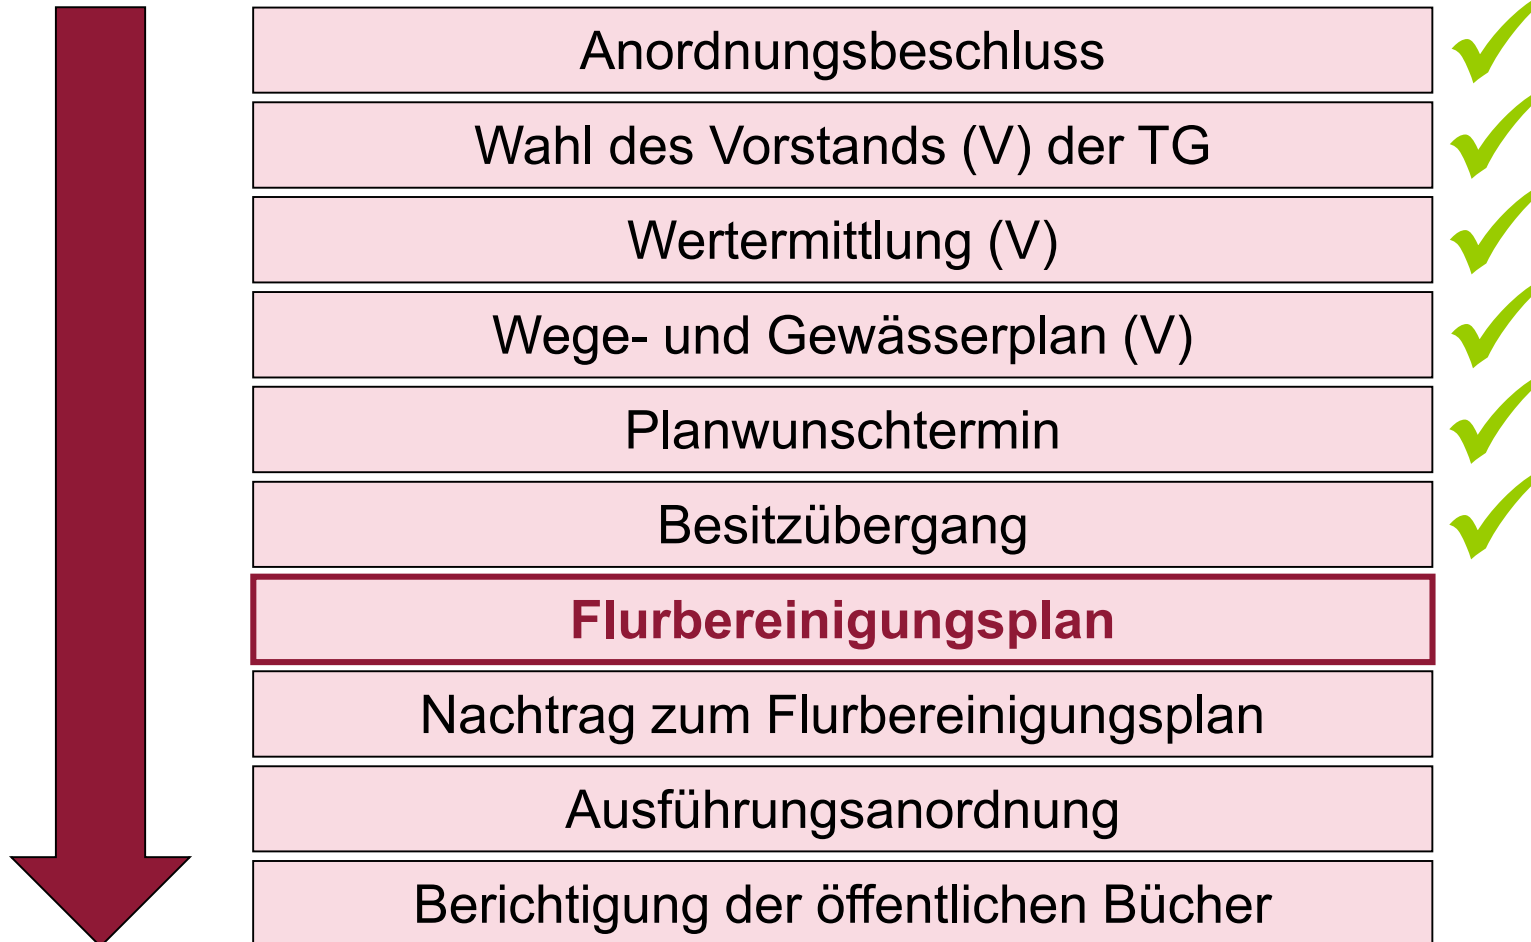 Anordnungsbeschluss
Wahl des Vorstands (V) der TG
Wertermittlung (V)
Wege- und Gewässerplan (V)
Planwunschtermin
Besitzübergang
Flurbereinigungsplan
Nachtrag zum Flurbereinigungsplan
Ausführungsanordnung
Berichtigung der öffentlichen Bücher